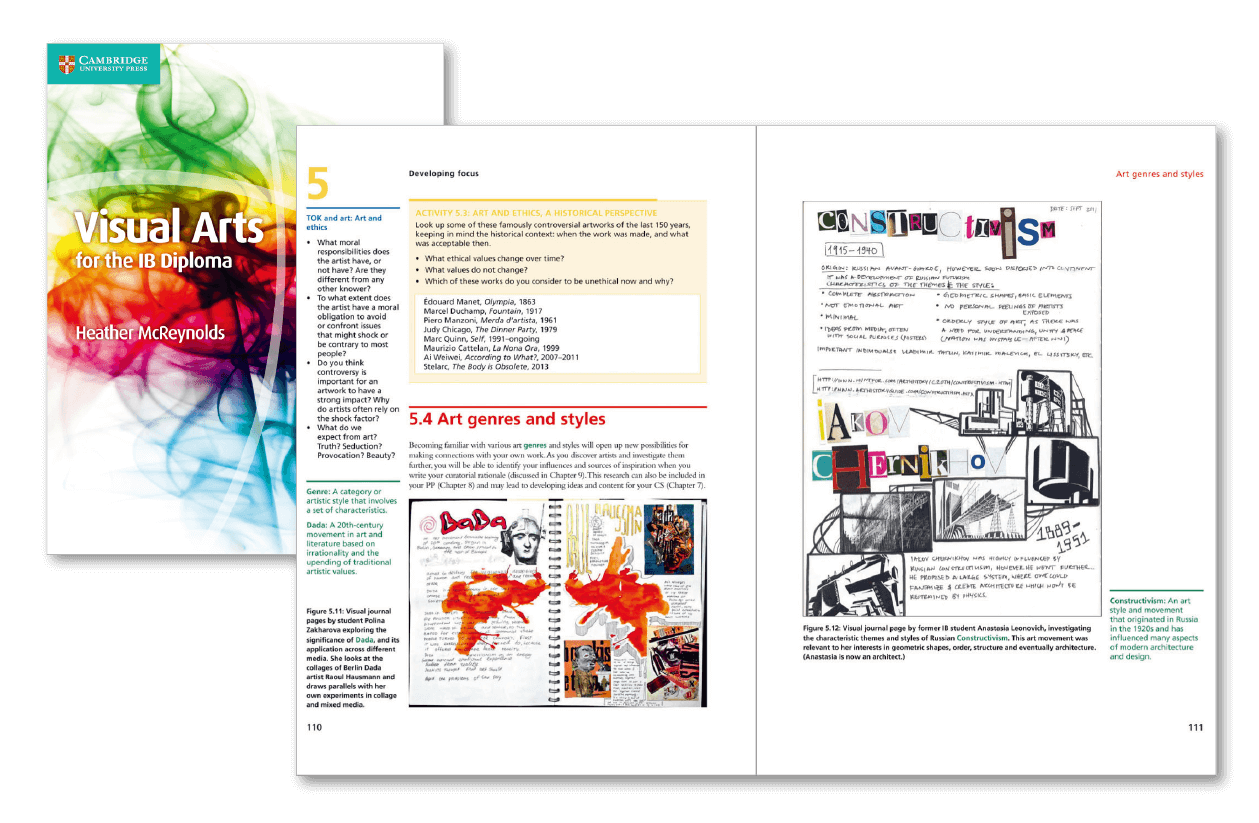 CAMBRIDGE
UNIVERSITY PRESS
Visual Arts
for the IB Diploma
Heather McReynolds
5
Developing focus
TOK and art: Art and
ethics
• What moral
responsibilities does
the artist have, or
not have? Are they
different from any
other knower?
• To what extent does
the artist have a moral
obligation to avoid
or confront issues
that might shock or
be contrary to most
people?
• Do you think
controversy is
important for an
artwork to have a
strong impact? Why
do artists often rely on
the shock factor?
• What do we
expect from art?
Truth? Seduction?
Provocation? Beauty?
Genre: A category or
artistic style that involves
a set of characteristics.
Dada: A 20th-century
movement in art and
literature based on
irrationality and the
upending of traditional
artistic values.
Figure 5.11: Visual journal
pages by student Polina
Zakharova exploring the
significance of Dada, and its
application across different
media. She looks at the
collages of Berlin Dada
artist Raoul Hausmann and
draws parallels with her
own experiments in collage
and mixed media.
110
ACTIVITY 5.3: ART AND ETHICS, A HISTORICAL PERSPECTIVE
Look up some of these famously controversial artworks of the last 150 years,
keeping in mind the historical context: when the work was made, and what
was acceptable then.
• What ethical values change over time?
• What values do not change?
• Which of these works do you consider to be unethical now and why?
Édouard Manet, Olympia, 1863
Marcel Duchamp, Fountain, 1917
Piero Manzoni, Merda d'artista, 1961
Judy Chicago, The Dinner Party, 1979
Marc Quinn, Self, 1991–ongoing
Maurizio Cattelan, La Nona Ora, 1999
Ai Weiwei, According to What?, 2007–2011
Stelarc, The Body is Obsolete, 2013
5.4 Art genres and styles
Becoming familiar with various art genres and styles will open up new possibilities for
making connections with your own work. As you discover artists and investigate them
further, you will be able to identify your influences and sources of inspiration when you
write your curatorial rationale (discussed in Chapter 9). This research can also be included in
your PP (Chapter 8) and may lead to developing ideas and content for your CS (Chapter 7).
DADA
Art genres and styles
DATE: SEPT 2011
CONSTRUCtiVISM
1915-1940
ORIGIN: RUSSIAN AVANT-GARDE, HOWEVER SOON DISPERSED INTO CONTINENT
IT WAS A DEVELOPMENT OF RUSSIAN FUTURISM
CHARACTERISTICS OF THE THEMES & THE STYLES
• COMPLETE ABSTRACTION
• NOT EMOTIONAL ART
• MINIMAL
• IDEAS FROM MEDIA, OFTEN
WITH SOCIAL PURPOSES (POSTERS)
• GEOMETRIC SHAPES, BASIC ELEMENTS
• NO PERSONAL FEELINGS OF ARTISTS
EXPOSED
• ORDERLY STYLE OF ART, AS THERE WAS
A NEED FOR UNDERSTANDING, UNITY & PEACE
(NATION WAS UNSTABLE - AFTER WW1)
IMPORTANT INDIVIDUALS: VLADIMIR TATLIN, KASIMIR MALEVICH, EL LISSITSKY, ETC.
iAKOV
CHERNiKHOV
1889-
1951
IAKOV CHERNIKHOV WAS HIGHLY INFLUENCED BY
RUSSIAN CONSTRUCTIVISM, HOWEVER HE WENT FURTHER...
HE PROPOSED A LARGE SYSTEM, WHERE ONE COULD
FANTASIZE & CREATE ARCHITECTURE WHICH WON'T BE
RESTRAINED BY PHYSICS.
Figure 5.12: Visual journal page by former IB student Anastasia Leonovich, investigating
the characteristic themes and styles of Russian Constructivism. This art movement was
relevant to her interests in geometric shapes, order, structure and eventually architecture.
(Anastasia is now an architect.)
Constructivism: An art
style and movement
that originated in Russia
in the 1920s and has
influenced many aspects
of modern architecture
and design.
111